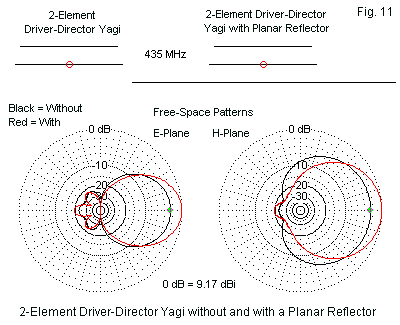 2-Element
Driver-Director Yagi
2-Element Driver-Director
Yagi with Planar Reflector
Fig. 11
435 MHz
Black = Without
Red = With
Free-Space Patterns
0 dB
E-Plane
H-Plane
0 dB
-10
-20
-30
-10
-20
-30
0 dB = 9.17 dBi
2-Element Driver-Director Yagi without and with a Planar Reflector